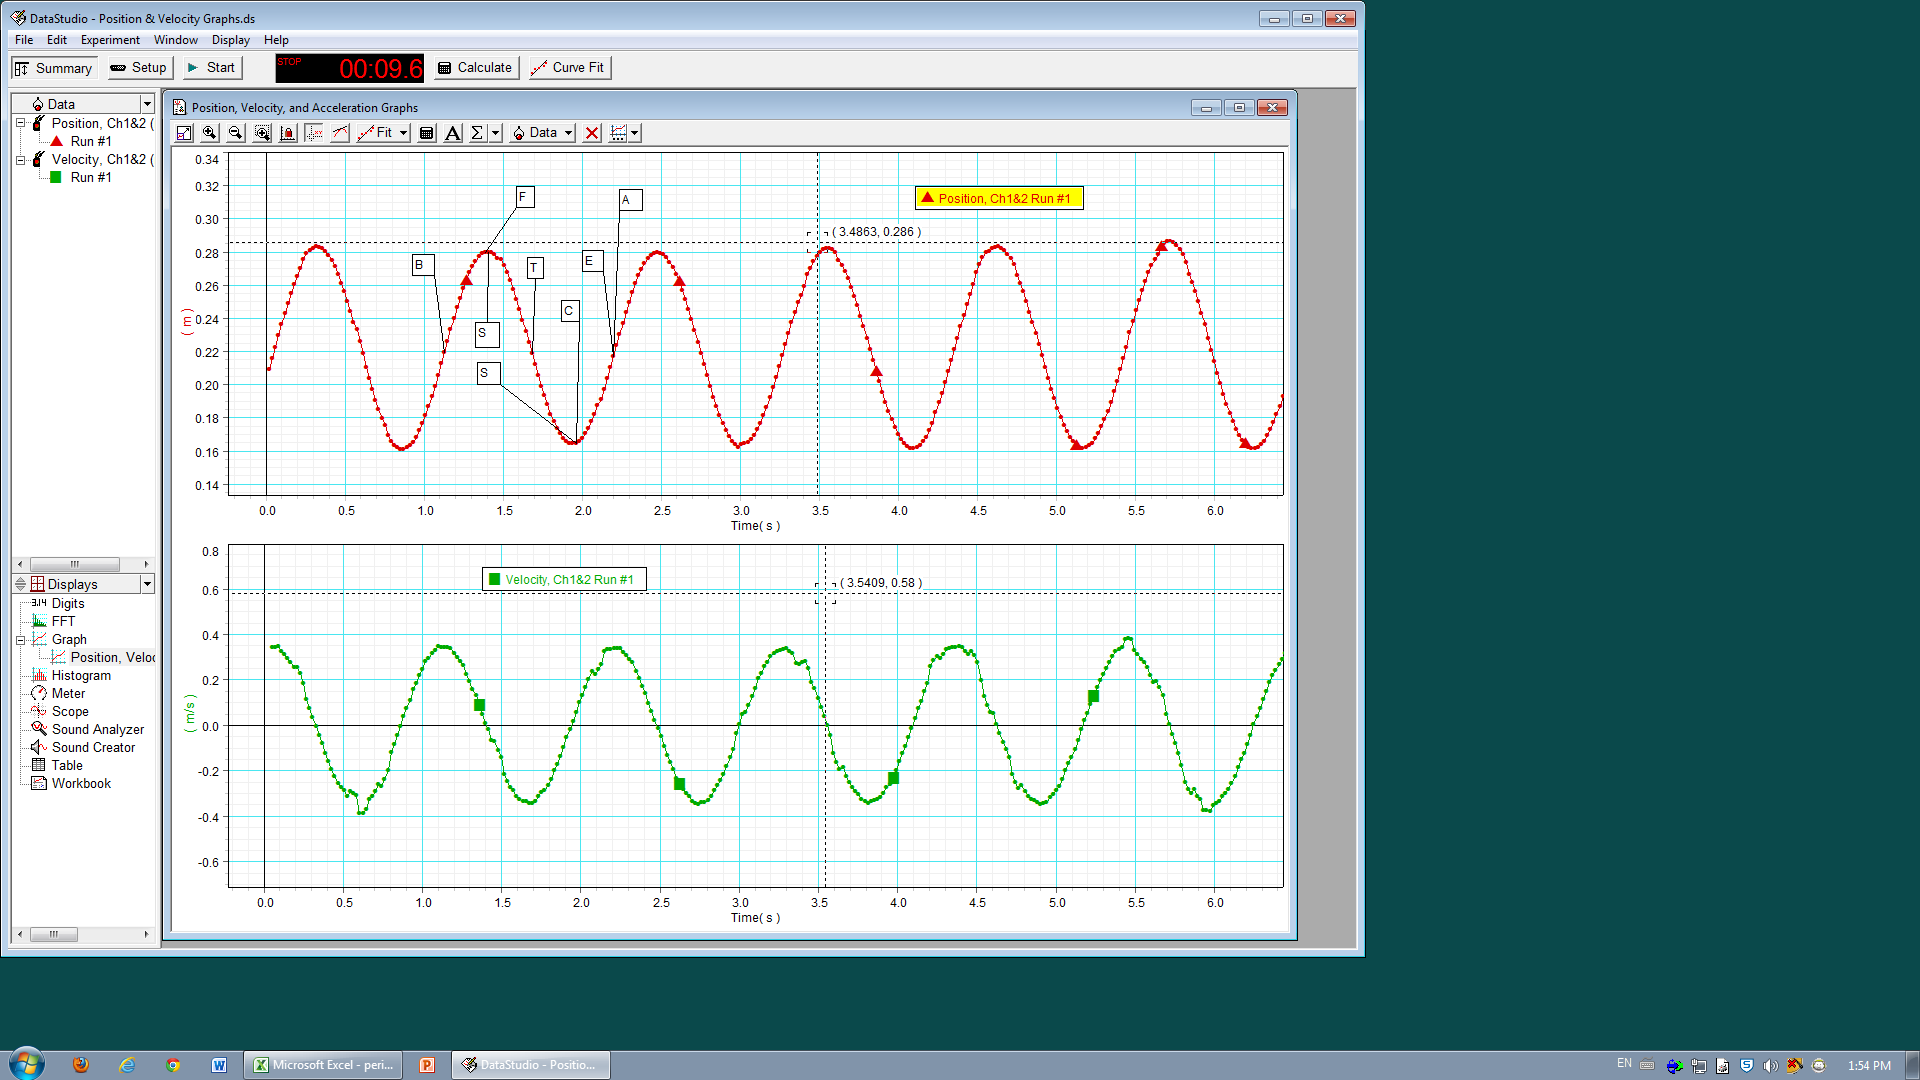 DataStudio - Position & Velocity Graphs.ds
File Edit Experiment Window Display Help
Summary Setup Start STOP 00:09.6 Calculate Curve Fit
Data
Position, Ch1&2 (
Run #1
Velocity, Ch1&2 (
Run #1
Displays
Digits
FFT
Graph
Position, Veloc
Histogram
Meter
Scope
Sound Analyzer
Sound Creator
Table
Workbook
Position, Velocity, and Acceleration Graphs
Fit A Σ Data
0.34
0.32
0.30
0.28
0.26
0.24
0.22
0.20
0.18
0.16
0.14
( m )
F
A
B
T
E
C
S
S
Position, Ch1&2 Run #1
( 3.4863, 0.286 )
0.0 0.5 1.0 1.5 2.0 2.5 3.0 3.5 4.0 4.5 5.0 5.5 6.0
Time( s )
0.8
0.6
0.4
0.2
0.0
-0.2
-0.4
-0.6
( m/s )
Velocity, Ch1&2 Run #1
( 3.5409, 0.58 )
0.0 0.5 1.0 1.5 2.0 2.5 3.0 3.5 4.0 4.5 5.0 5.5 6.0
Time( s )
Microsoft Excel - peri...
DataStudio - Positio...
EN
1:54 PM